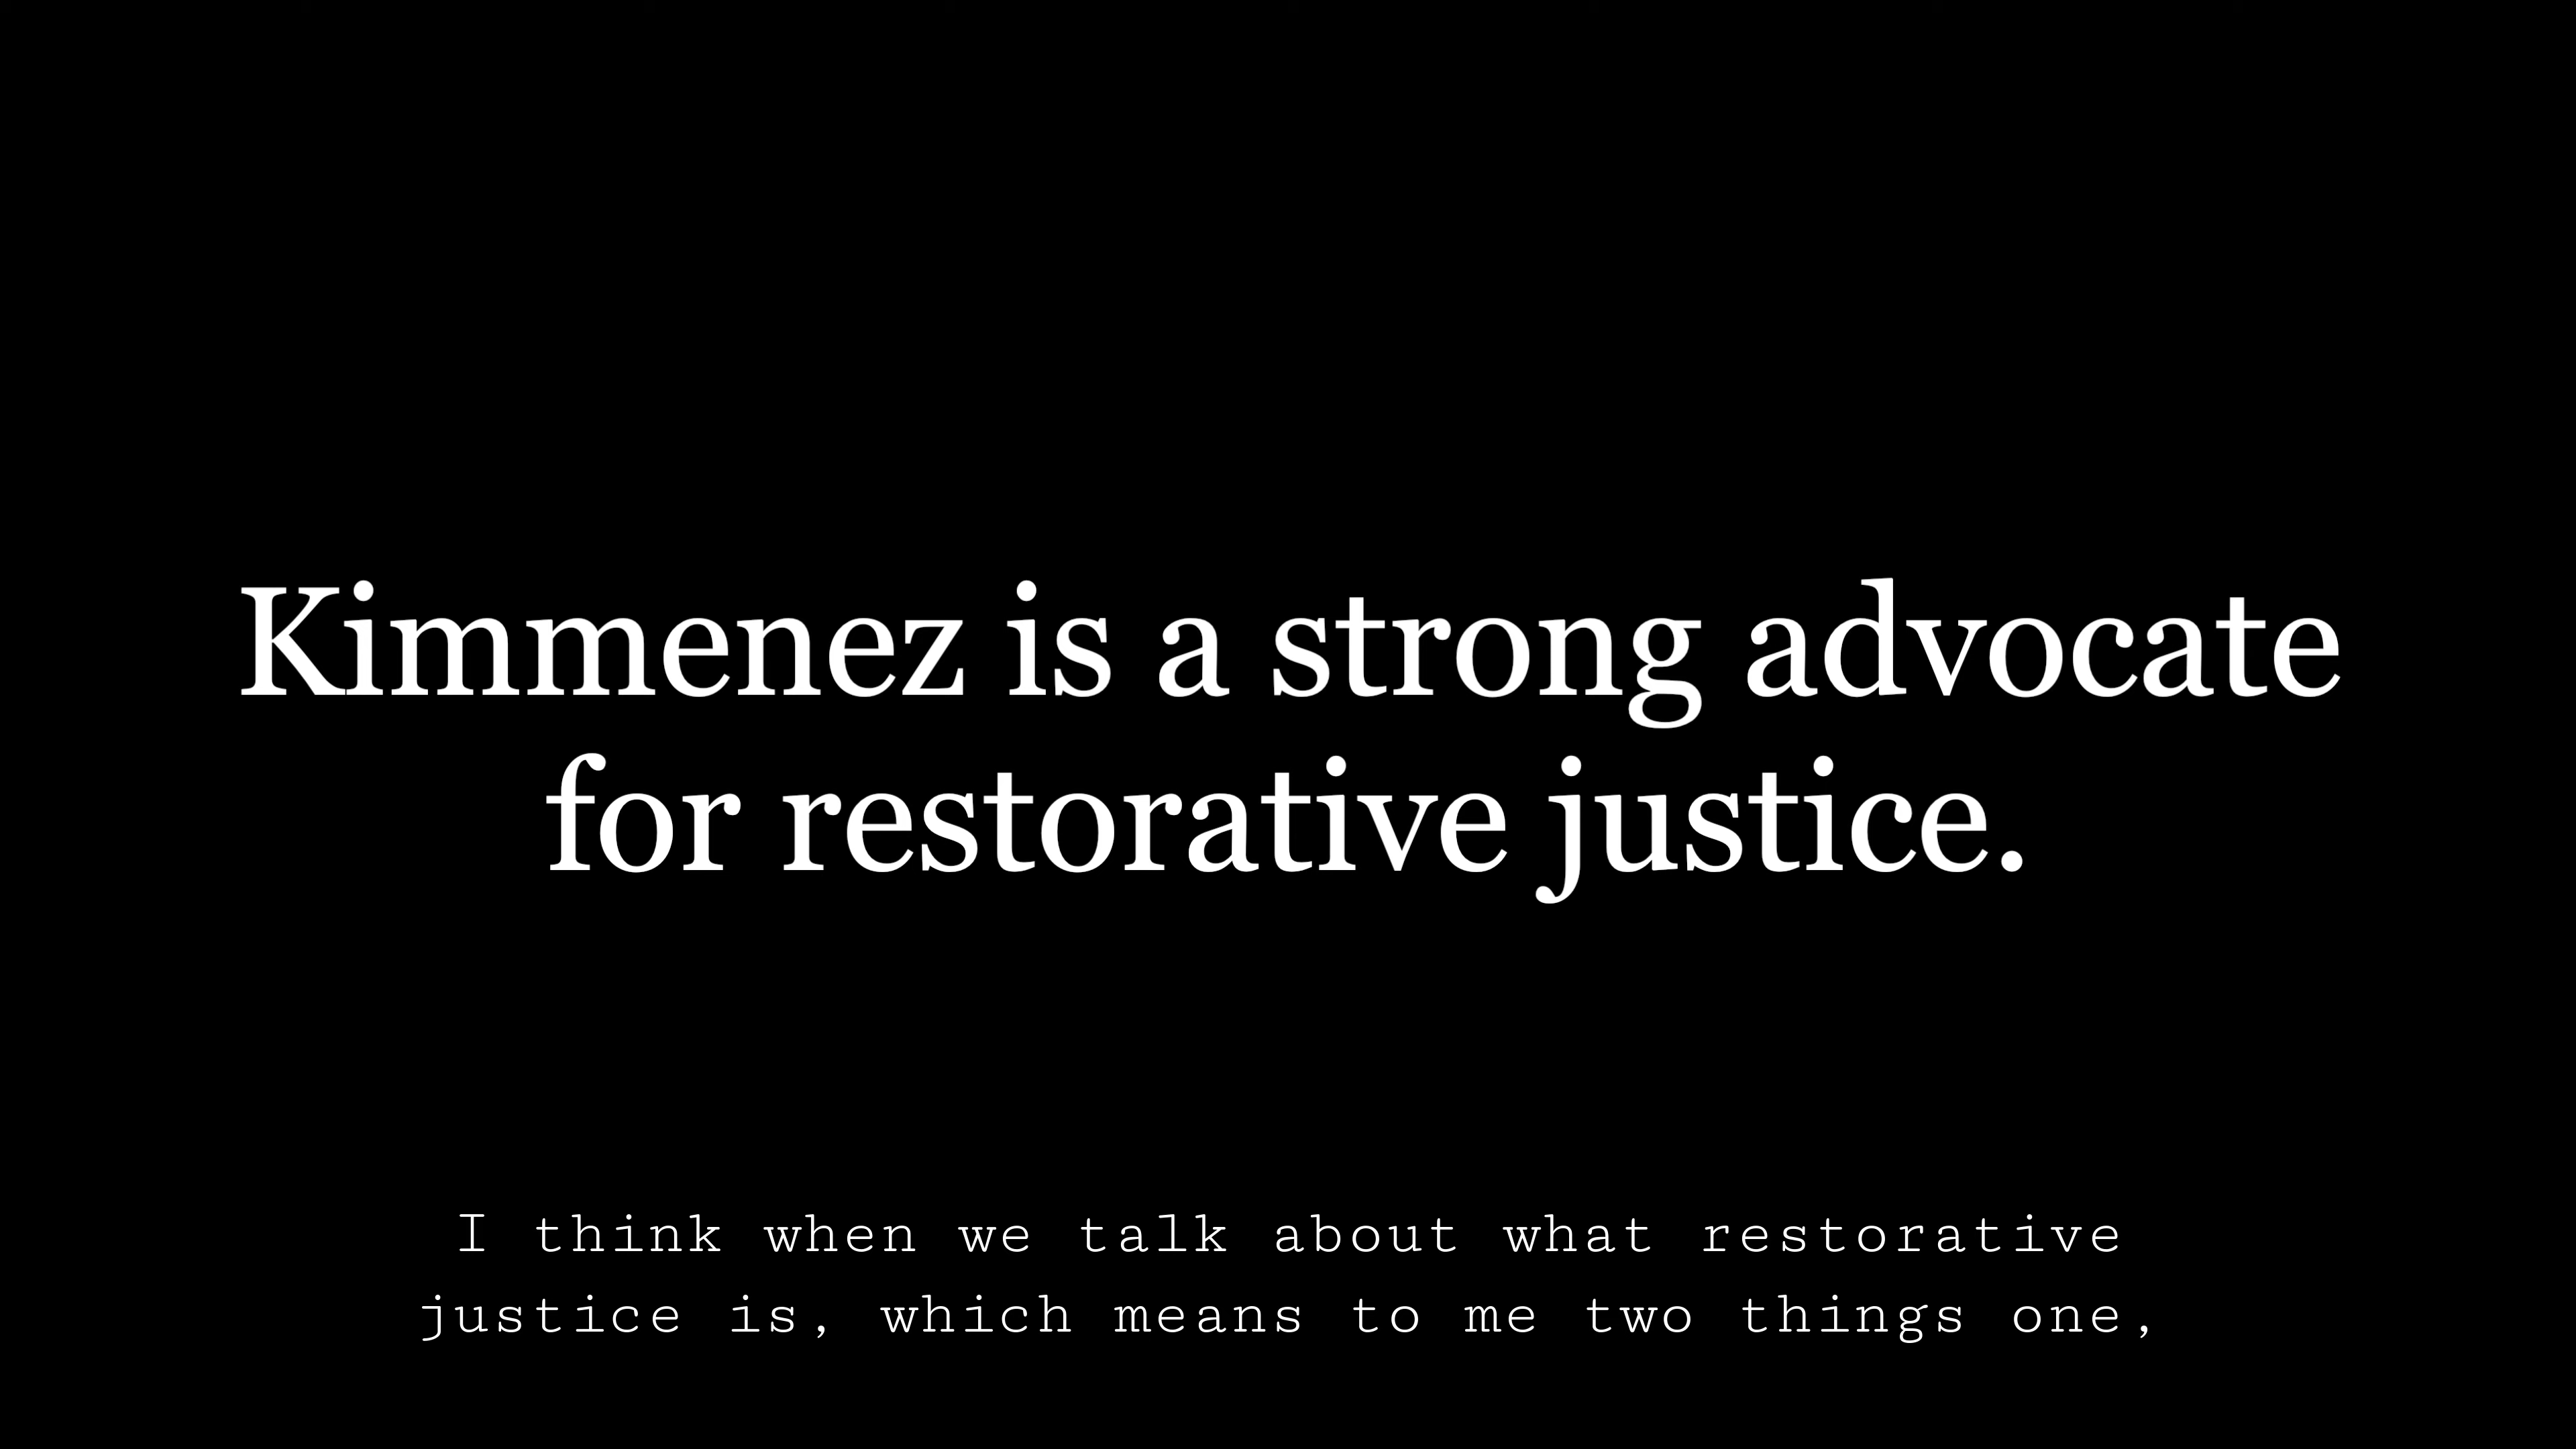 Kimmenez is a strong advocate
for restorative justice.
I think when we talk about what restorative
justice is, which means to me two things one,